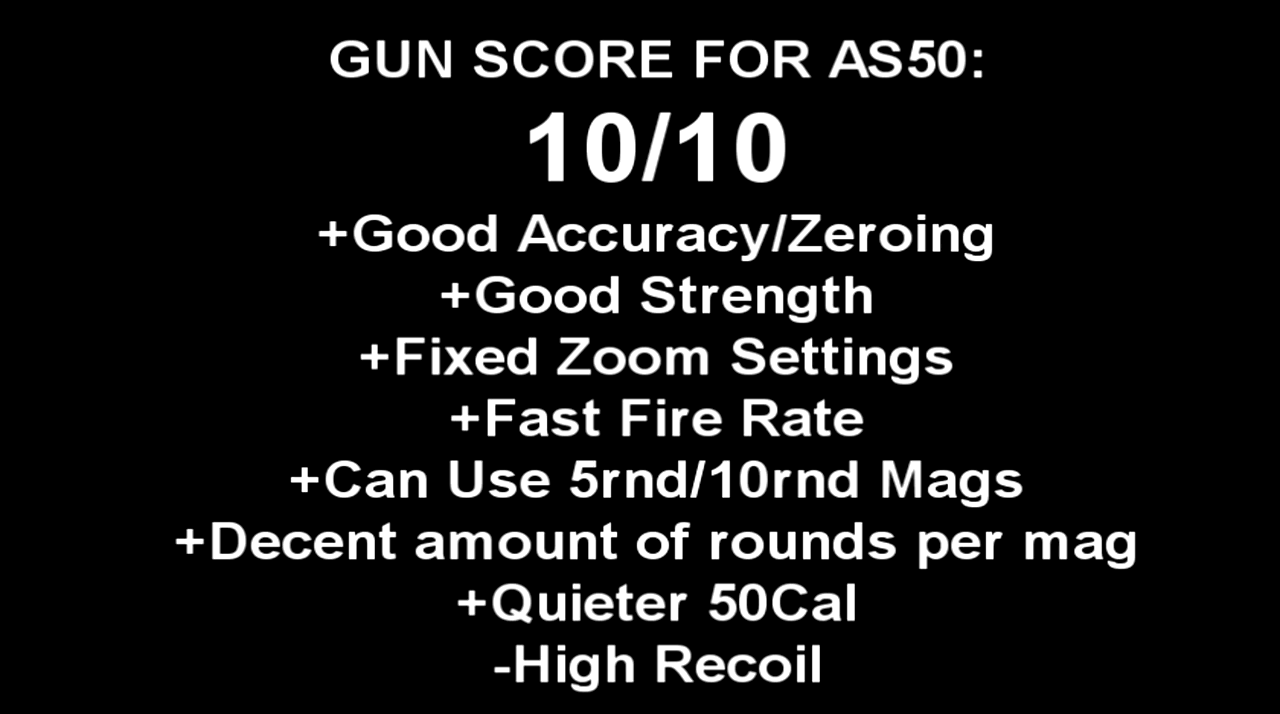 GUN SCORE FOR AS50:
10/10
+Good Accuracy/Zeroing
+Good Strength
+Fixed Zoom Settings
+Fast Fire Rate
+Can Use 5rnd/10rnd Mags
+Decent amount of rounds per mag
+Quieter 50Cal
-High Recoil